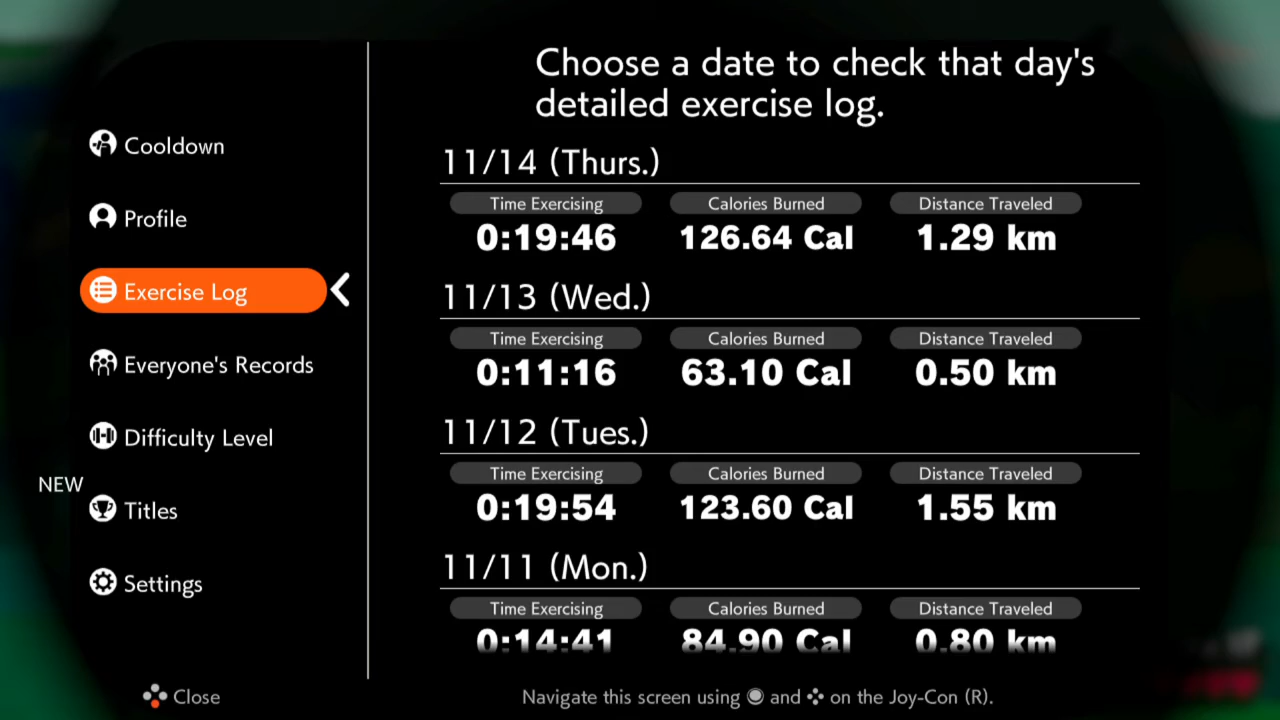 Choose a date to check that day's
detailed exercise log.
Cooldown
Profile
Exercise Log
Everyone's Records
Difficulty Level
NEW
Titles
Settings
11/14 (Thurs.)
Time Exercising Calories Burned Distance Traveled
0:19:46 126.64 Cal 1.29 km
11/13 (Wed.)
Time Exercising Calories Burned Distance Traveled
0:11:16 63.10 Cal 0.50 km
11/12 (Tues.)
Time Exercising Calories Burned Distance Traveled
0:19:54 123.60 Cal 1.55 km
11/11 (Mon.)
Time Exercising Calories Burned Distance Traveled
0:14:41 84.90 Cal 0.80 km
Close
Navigate this screen using and on the Joy-Con (R).